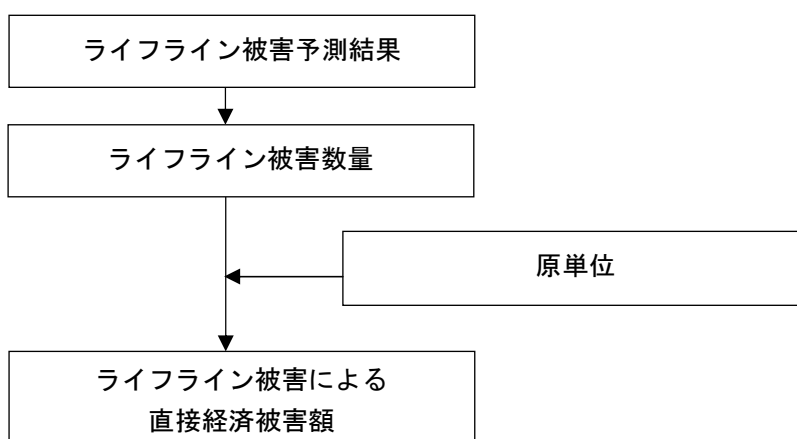 ライフライン被害予測結果
ライフライン被害数量
原単位
ライフライン被害による
直接経済被害額